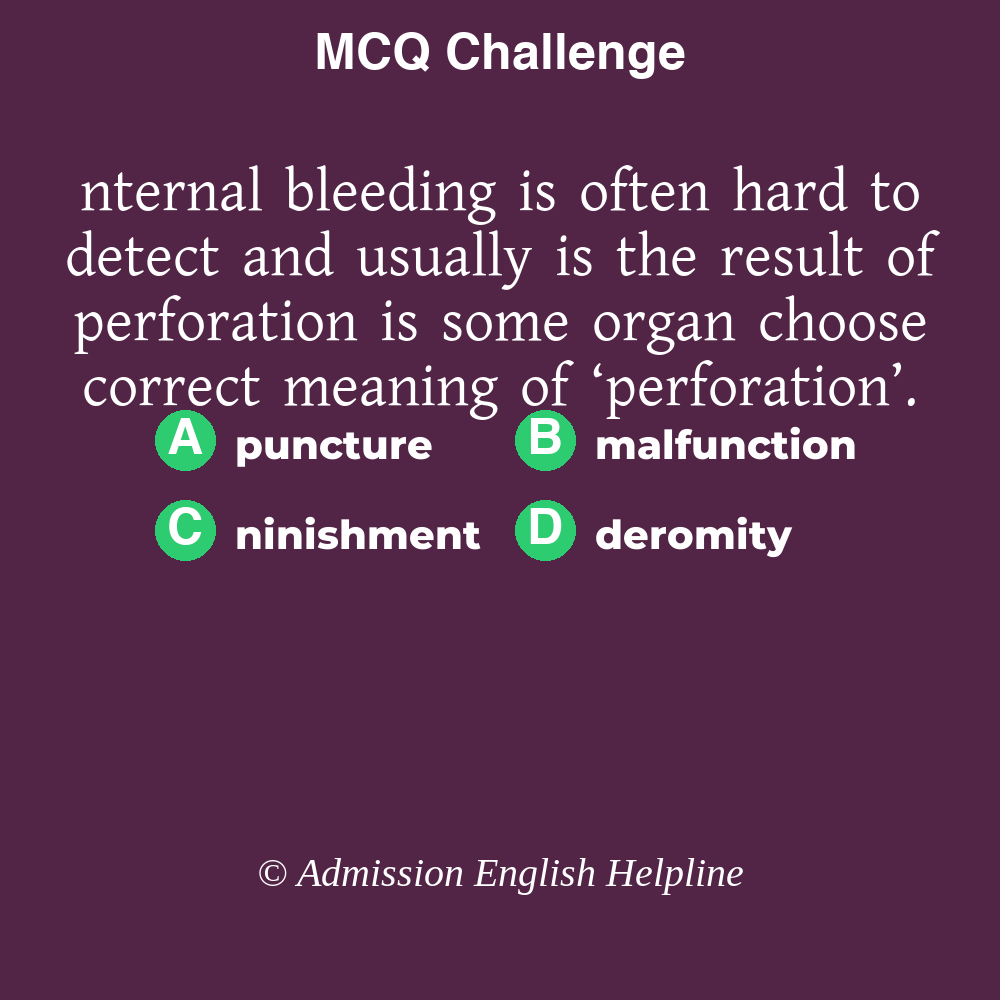 MCQ Challenge
nternal bleeding is often hard to
detect and usually is the result of
perforation is some organ choose
correct meaning of ‘perforation’.
A puncture B malfunction
C ninishment D deromity
© Admission English Helpline